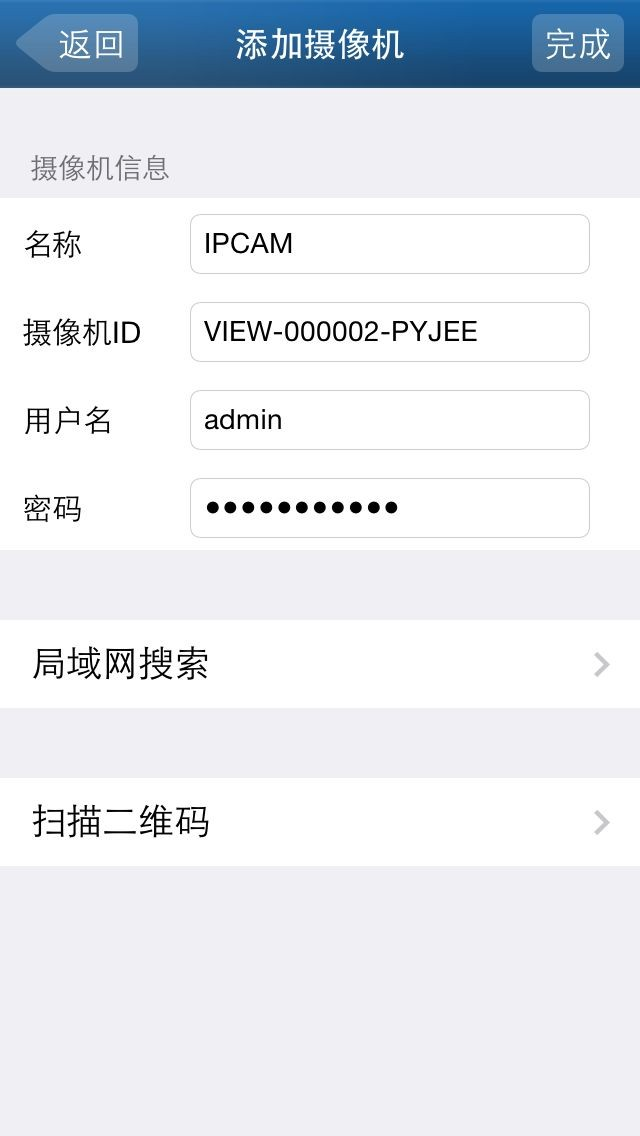 返回 添加摄像机 完成
摄像机信息
名称 IPCAM
摄像机ID VIEW-000002-PYJEE
用户名 admin
密码 •••••••••••
局域网搜索
扫描二维码